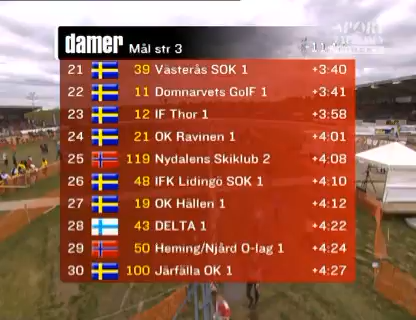 SPORT
damer Mål str 3
21 39 Västerås SOK 1 +3:40
22 11 Domnarvets GoIF 1 +3:41
23 12 IF Thor 1 +3:58
24 21 OK Ravinen 1 +4:01
25 119 Nydalens Skiklub 2 +4:08
26 48 IFK Lidingö SOK 1 +4:10
27 19 OK Hällen 1 +4:12
28 43 DELTA 1 +4:22
29 50 Heming/Njård O-lag 1 +4:24
30 100 Järfälla OK 1 +4:27